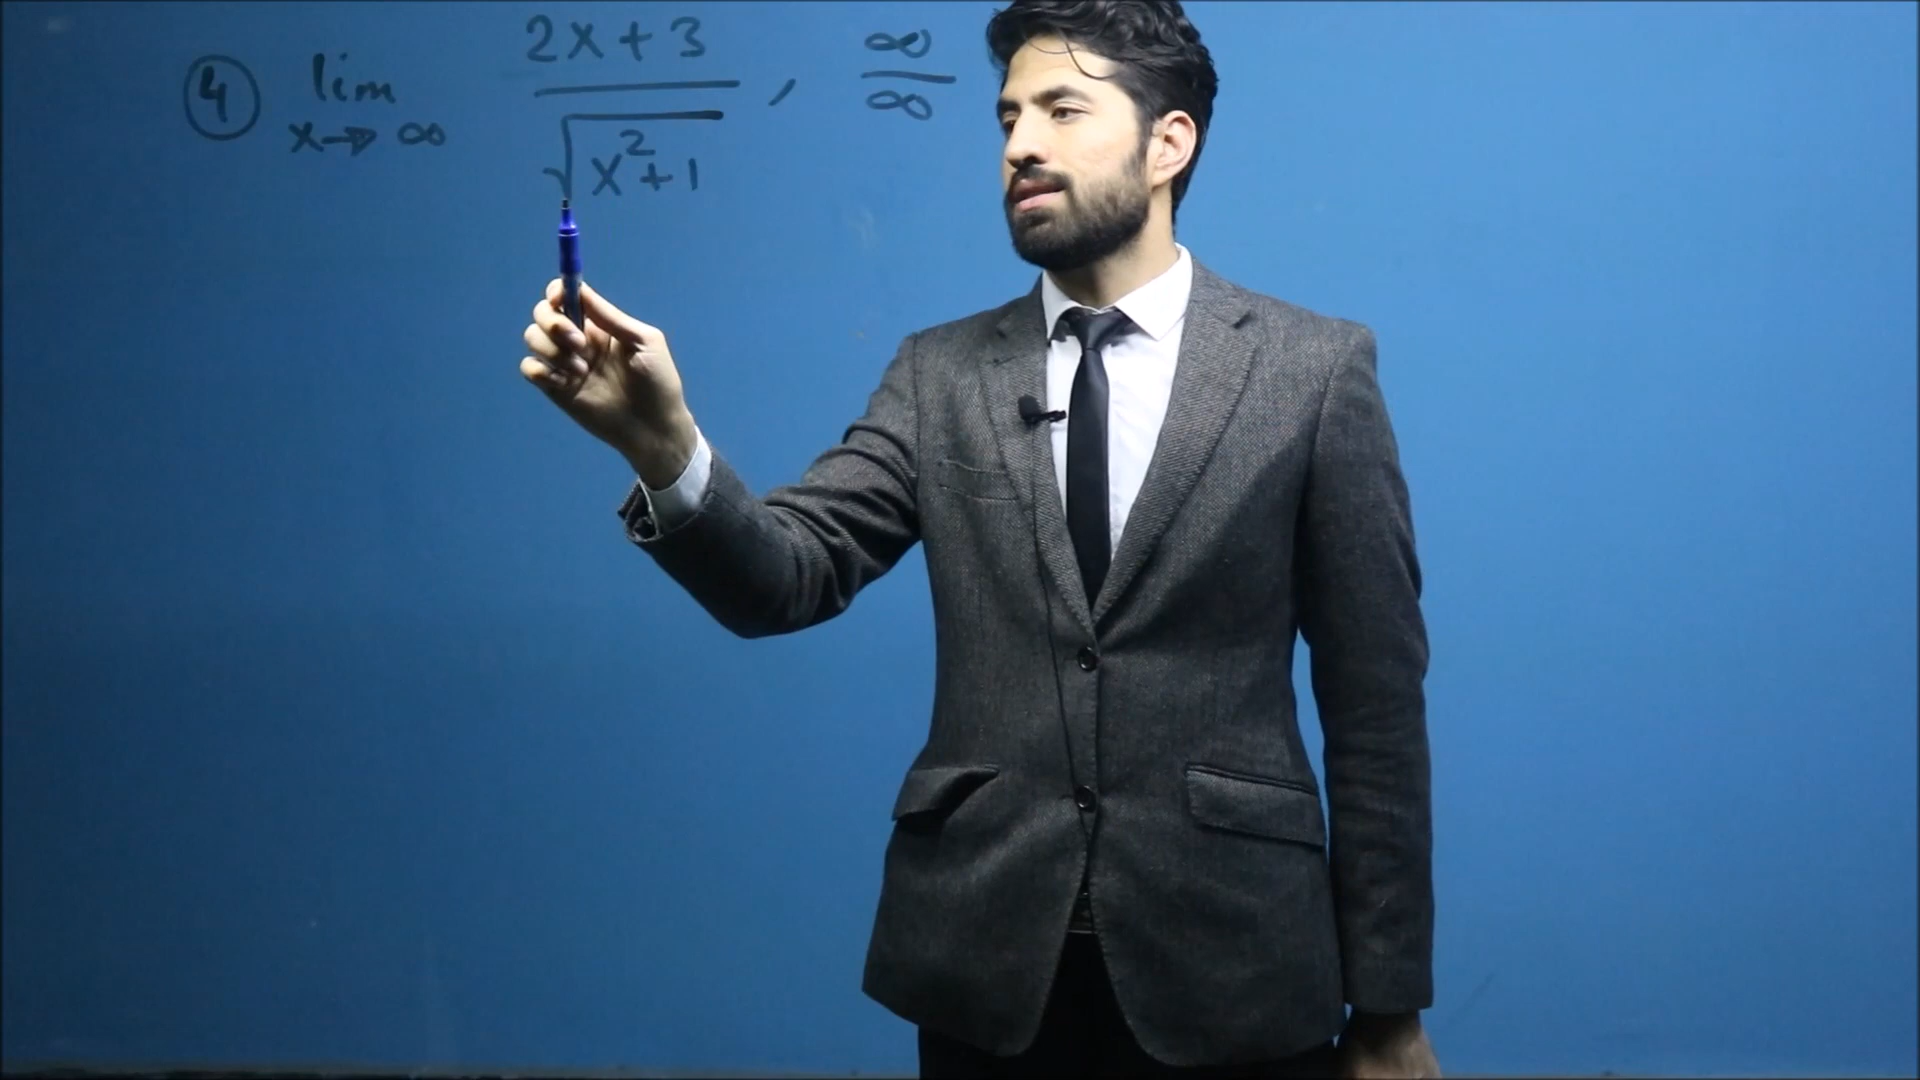 ④ lim x→∞ (2x+3)/√(x²+1) , ∞/∞